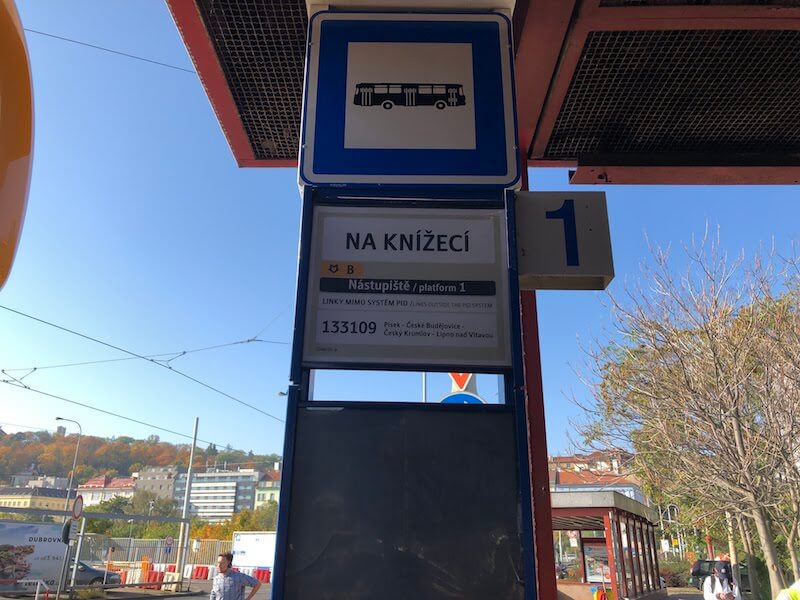 NA KNÍŽECÍ
B
Nástupiště / platform 1
LINKY MIMO SYSTÉM PID / LINES OUTSIDE THE PID SYSTEM
133109
Písek - České Budějovice -
Český Krumlov - Lipno nad Vltavou
1
DUBROVN